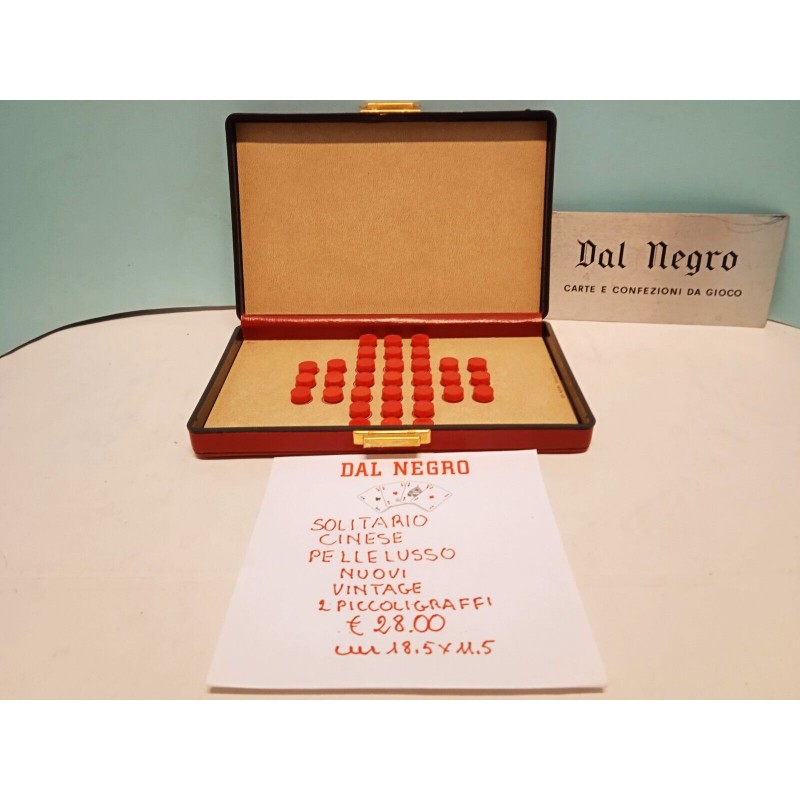 Dal Negro
CARTE E CONFEZIONI DA GIOCO
DAL NEGRO
SOLITARIO
CINESE
PELLE LUSSO
NUOVI
VINTAGE
2 PICCOLI GRAFFI
€ 28.00
cm 18.5 x 11.5